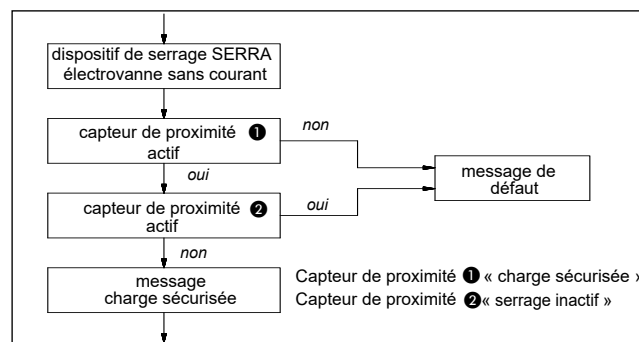 dispositif de serrage SERRA
électrovanne sans courant
capteur de proximité ❶
actif
non
oui
message de
défaut
capteur de proximité ❷
actif
oui
non
message
charge sécurisée
Capteur de proximité ❶ « charge sécurisée »
Capteur de proximité ❷ « serrage inactif »